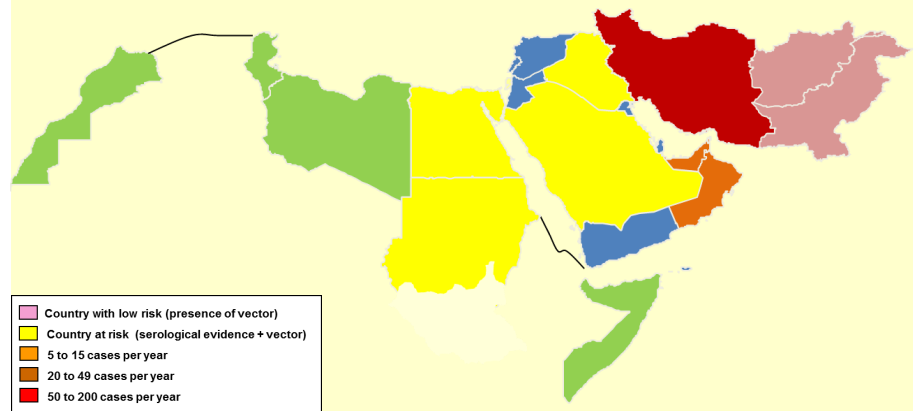 Country with low risk (presence of vector)
Country at risk (serological evidence + vector)
5 to 15 cases per year
20 to 49 cases per year
50 to 200 cases per year